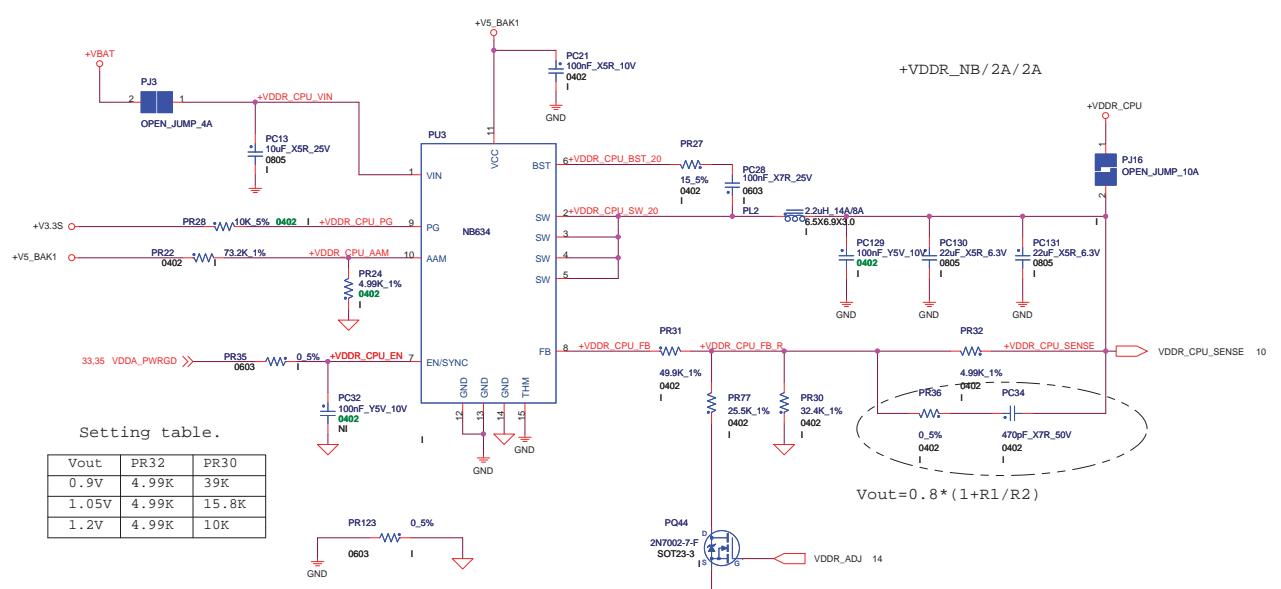 +V5_BAK1
+VBAT
PJ3
2
1
+VDDR_CPU_VIN
OPEN_JUMP_4A
PC13
10uF_X5R_25V
0805
I
PC21
100nF_X5R_10V
0402
I
GND
+VDDR_NB/2A/2A
+VDDR_CPU
1
PJ16
OPEN_JUMP_10A
2
I
PU3
11
VCC
1
VIN
BST
6
+VDDR_CPU_BST_20
PR27
15_5%
0402
I
PC28
100nF_X7R_25V
0603
I
+V3.3S
PR28
10K_5%
0402
I
+VDDR_CPU_PG
9
PG
NB634
SW
2
+VDDR_CPU_SW_20
SW
3
SW
4
SW
5
PL2
2.2uH_14A/8A
6.5X6.9X3.0
I
+V5_BAK1
PR22
0402
73.2K_1%
I
+VDDR_CPU_AAM
10
AAM
PR24
4.99K_1%
0402
I
PC129
100nF_Y5V_10V
0402
I
GND
PC130
22uF_X5R_6.3V
0805
I
GND
PC131
22uF_X5R_6.3V
0805
I
GND
33,35 VDDA_PWRGD
PR35
0603
0_5%
I
+VDDR_CPU_EN
7
EN/SYNC
FB
8
+VDDR_CPU_FB
PR31
49.9K_1%
0402
I
+VDDR_CPU_FB_R
PR32
4.99K_1%
0402
I
+VDDR_CPU_SENSE
VDDR_CPU_SENSE 10
PC32
100nF_Y5V_10V
0402
NI
GND
GND
GND
THM
12
13
14
15
GND
GND
I
PR77
25.5K_1%
0402
I
PR30
32.4K_1%
0402
I
PR36
0_5%
0402
I
PC34
470pF_X7R_50V
0402
I
Vout=0.8*(1+R1/R2)
Setting table.
Vout PR32 PR30
0.9V 4.99K 39K
1.05V 4.99K 15.8K
1.2V 4.99K 10K
PR123
0_5%
0603
I
GND
PQ44
2N7002-7-F
SOT23-3
I
D
S
G
VDDR_ADJ 14